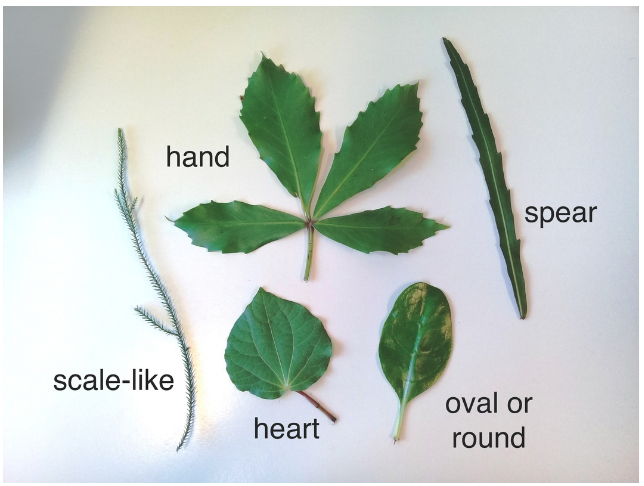 hand
spear
scale-like
heart
oval or
round